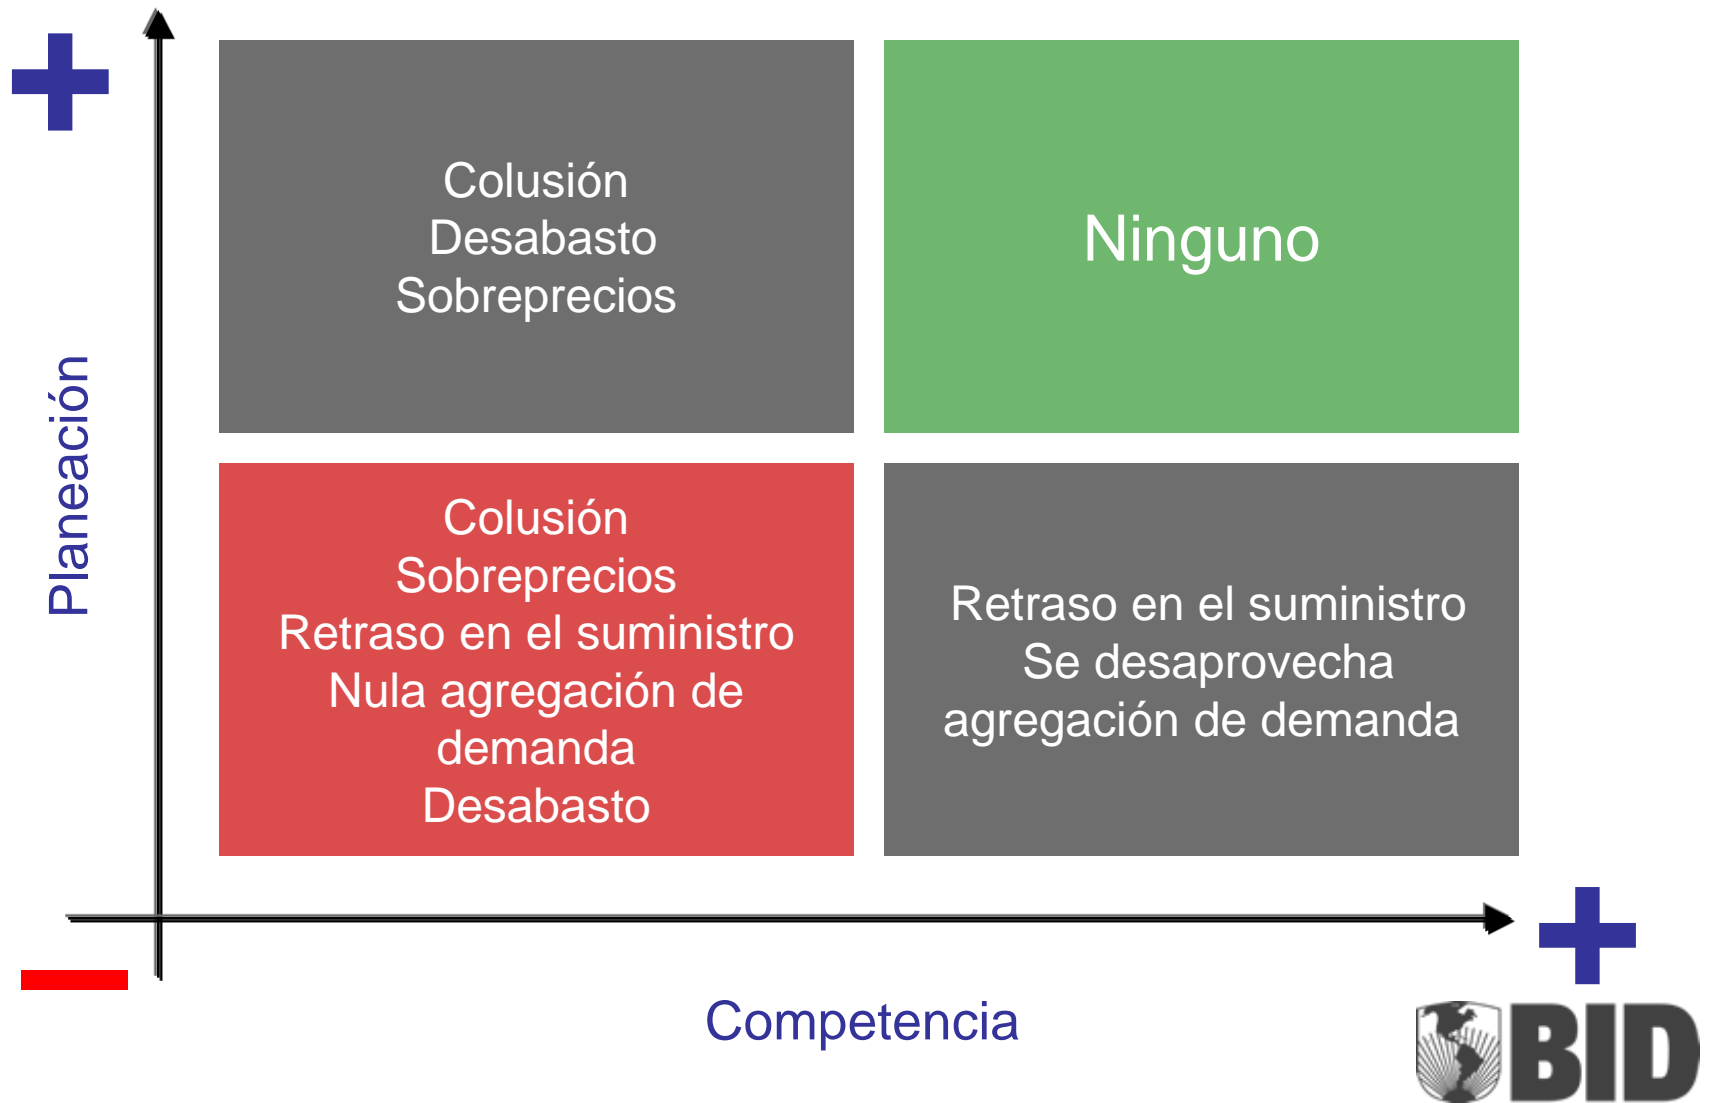 Colusión
Desabasto
Sobreprecios
Ninguno
Planeación
Colusión
Sobreprecios
Retraso en el suministro
Nula agregación de
demanda
Desabasto
Retraso en el suministro
Se desaprovecha
agregación de demanda
Competencia
BID